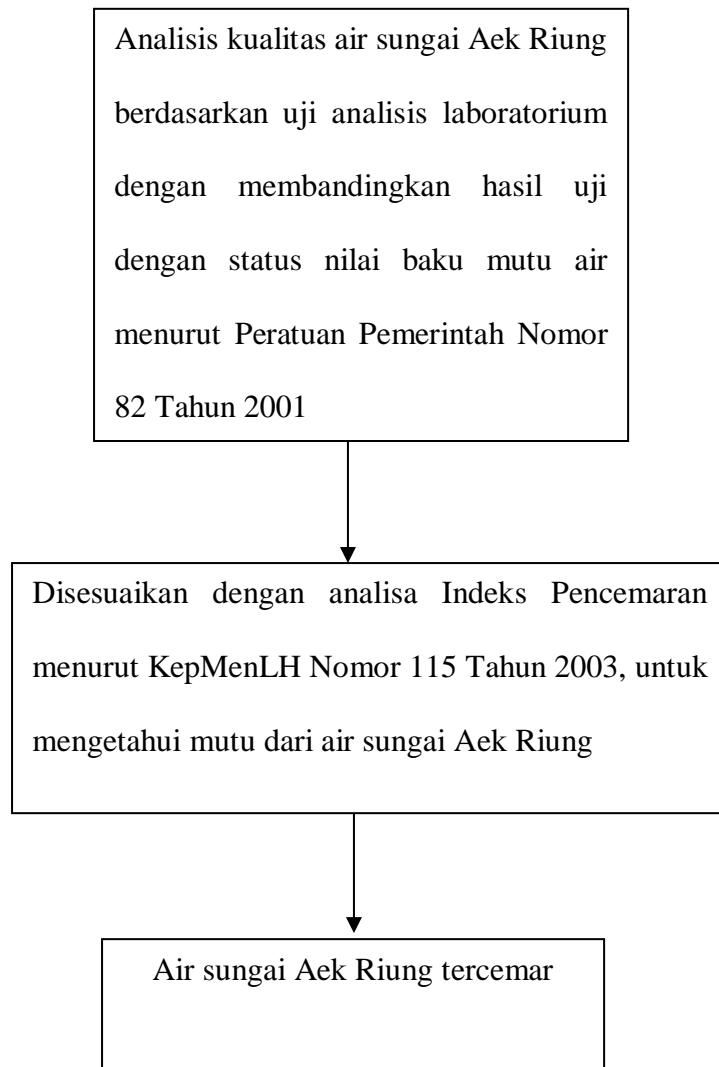 Analisis kualitas air sungai Aek Riung
berdasarkan uji analisis laboratorium
dengan membandingkan hasil uji
dengan status nilai baku mutu air
menurut Peratuan Pemerintah Nomor
82 Tahun 2001
Disesuaikan dengan analisa Indeks Pencemaran
menurut KepMenLH Nomor 115 Tahun 2003, untuk
mengetahui mutu dari air sungai Aek Riung
Air sungai Aek Riung tercemar